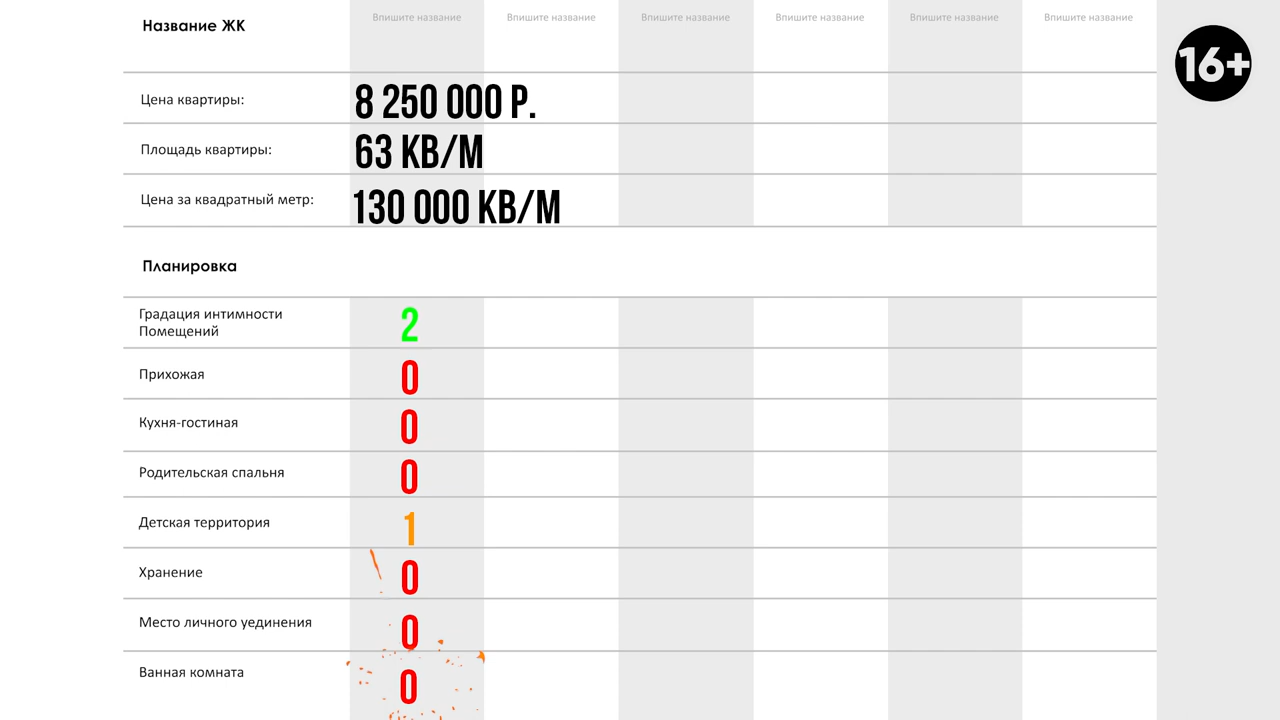 Название ЖК
Впишите название
Впишите название
Впишите название
Впишите название
Впишите название
Впишите название
16+
Цена квартиры:
8 250 000 Р.
Площадь квартиры:
63 КВ/М
Цена за квадратный метр:
130 000 КВ/М
Планировка
Градация интимности
Помещений
2
Прихожая
0
Кухня-гостиная
0
Родительская спальня
0
Детская территория
1
Хранение
0
Место личного уединения
0
Ванная комната
0